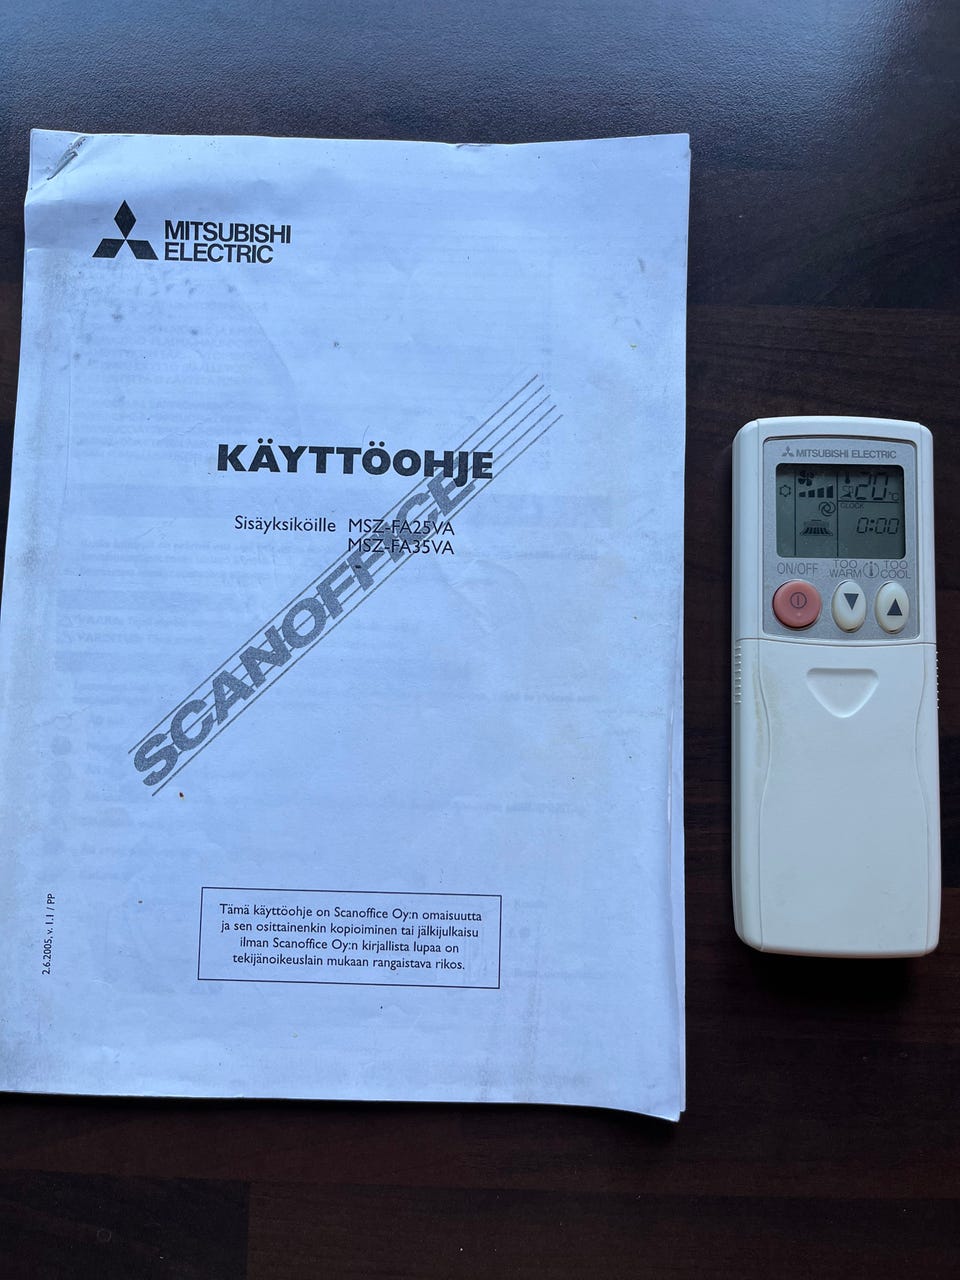 MITSUBISHI
ELECTRIC
KÄYTTÖOHJE
Sisäyksiköille MSZ-FA25VA
MSZ-FA35VA
SCANOFFICE
Tämä käyttöohje on Scanoffice Oy:n omaisuutta
ja sen osittainenkin kopioiminen tai jälkijulkaisu
ilman Scanoffice Oy:n kirjallista lupaa on
tekijänoikeuslain mukaan rangaistava rikos.
2.6.2005, v. 1.1 / PP
MITSUBISHI ELECTRIC
20 °C
CLOCK
0:00
ON/OFF
TOO WARM
TOO COOL